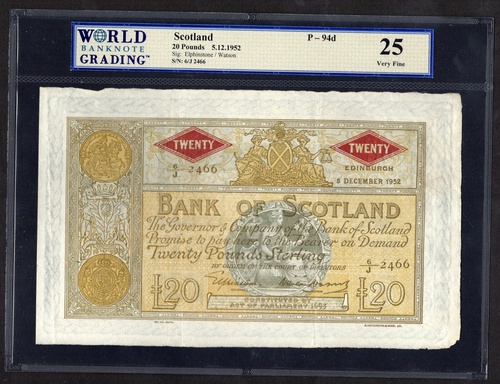 WORLD
BANKNOTE
GRADING™
Scotland
20 Pounds 5.12.1952
Sig: Elphinstone / Watson
S/N: 6/J 2466
P – 94d
25
Very Fine
TWENTY
TWENTY
6/J - 2466
EDINBURGH
5 DECEMBER 1952
BANK OF SCOTLAND
The Governor & Company of the Bank of Scotland
Promise to pay here to the Bearer on Demand
Twenty Pounds Sterling
BY ORDER OF THE COURT OF DIRECTORS
6/J - 2466
£20
£20
CONSTITUTED BY
ACT OF PARLIAMENT 1695